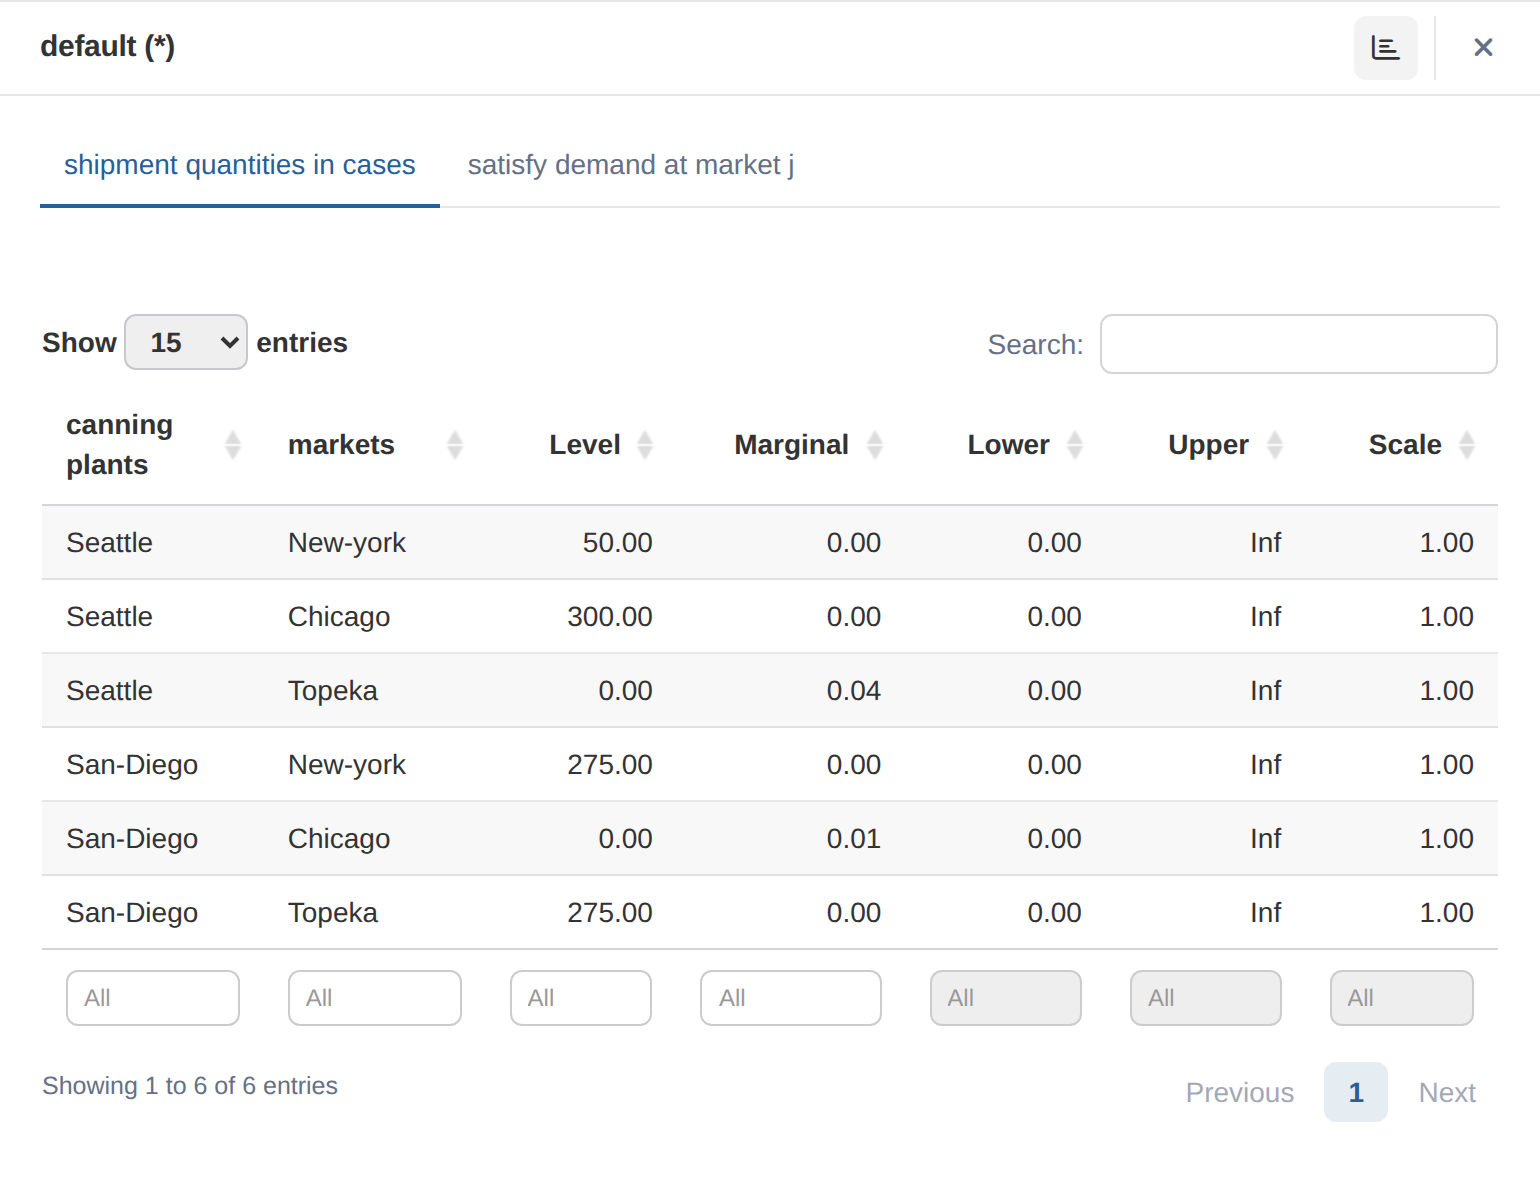 default (*)
shipment quantities in cases satisfy demand at market j
Show 15 entries Search:
canning plants markets Level Marginal Lower Upper Scale
Seattle New-york 50.00 0.00 0.00 Inf 1.00
Seattle Chicago 300.00 0.00 0.00 Inf 1.00
Seattle Topeka 0.00 0.04 0.00 Inf 1.00
San-Diego New-york 275.00 0.00 0.00 Inf 1.00
San-Diego Chicago 0.00 0.01 0.00 Inf 1.00
San-Diego Topeka 275.00 0.00 0.00 Inf 1.00
All All All All All All All
Showing 1 to 6 of 6 entries Previous 1 Next